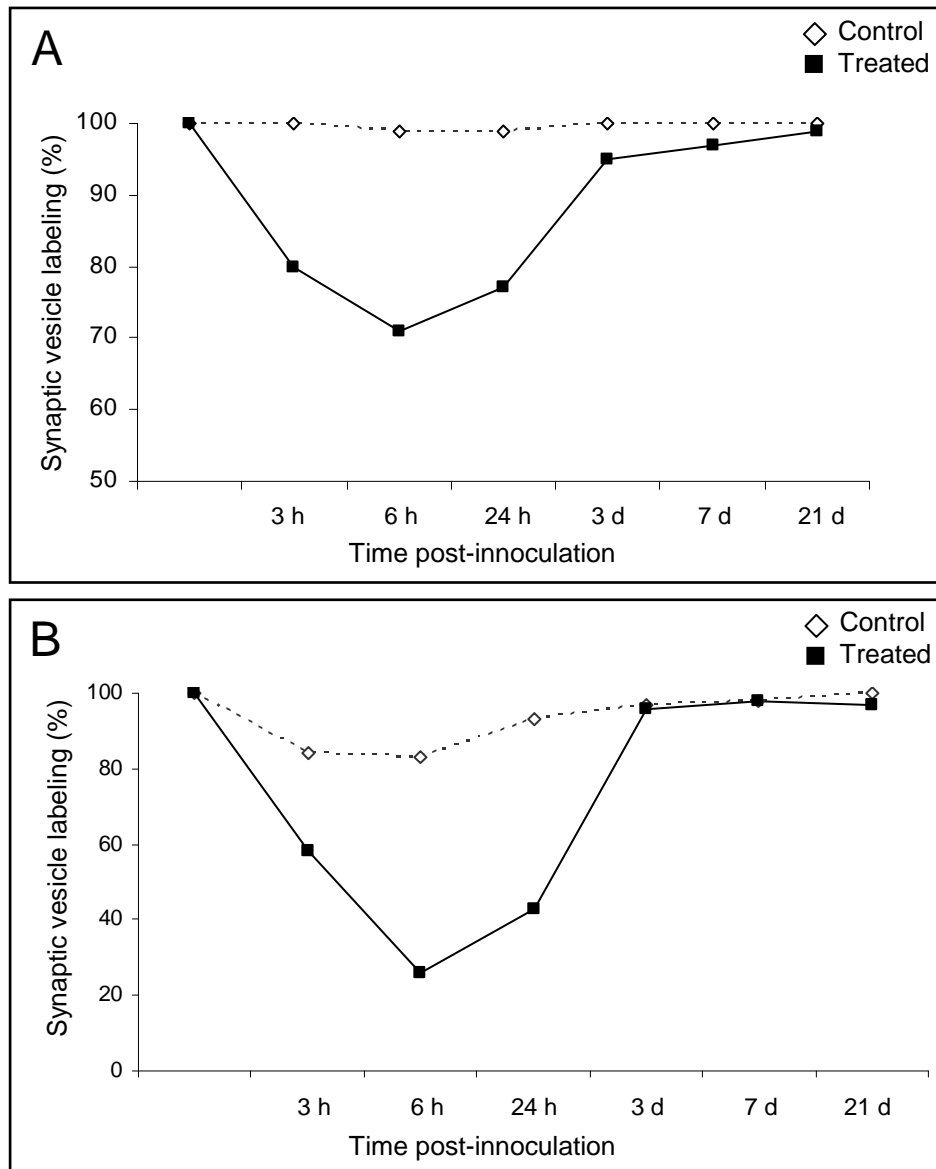 A
Control
Treated
Synaptic vesicle labeling (%)
100
90
80
70
60
50
3 h 6 h 24 h 3 d 7 d 21 d
Time post-innoculation
B
Control
Treated
Synaptic vesicle labeling (%)
100
80
60
40
20
0
3 h 6 h 24 h 3 d 7 d 21 d
Time post-innoculation